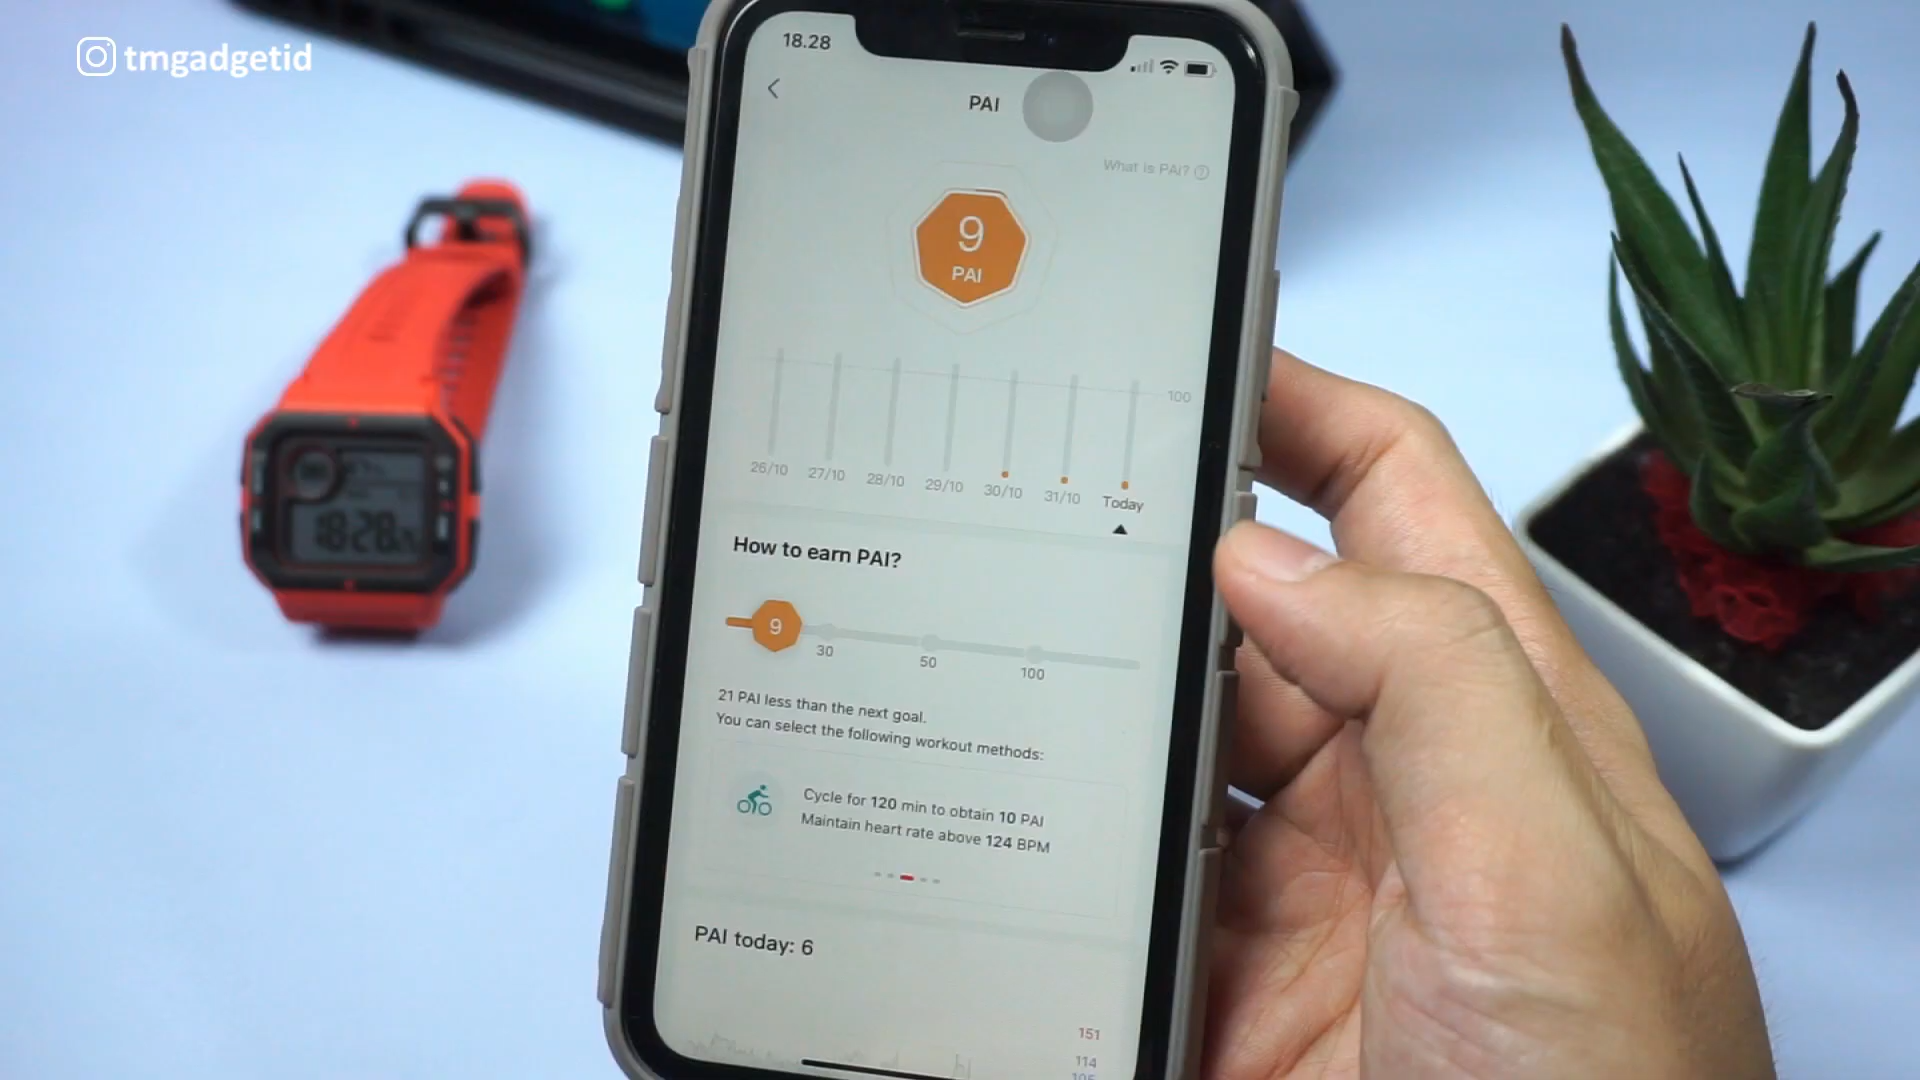 tmgadgetid
18.28
PAI
What is PAI?
9
PAI
100
26/10
27/10
28/10
29/10
30/10
31/10
Today
How to earn PAI?
9
30
50
100
21 PAI less than the next goal.
You can select the following workout methods:
Cycle for 120 min to obtain 10 PAI
Maintain heart rate above 124 BPM
PAI today: 6
151
114
18:28